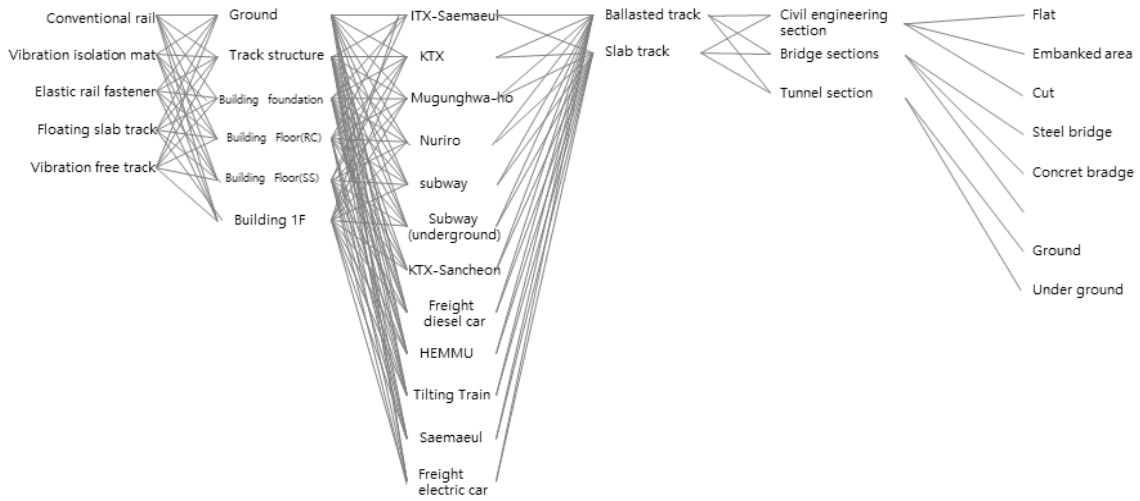 Conventional rail
Vibration isolation mat
Elastic rail fastener
Floating slab track
Vibration free track
Ground
Track structure
Building foundation
Building Floor(RC)
Building Floor(SS)
Building 1F
ITX-Saemaeul
KTX
Mugunghwa-ho
Nuriro
subway
Subway
(underground)
KTX-Sancheon
Freight
diesel car
HEMMU
Tilting Train
Saemaeul
Freight
electric car
Ballasted track
Slab track
Civil engineering
section
Bridge sections
Tunnel section
Flat
Embanked area
Cut
Steel bridge
Concret bradge
Ground
Under ground